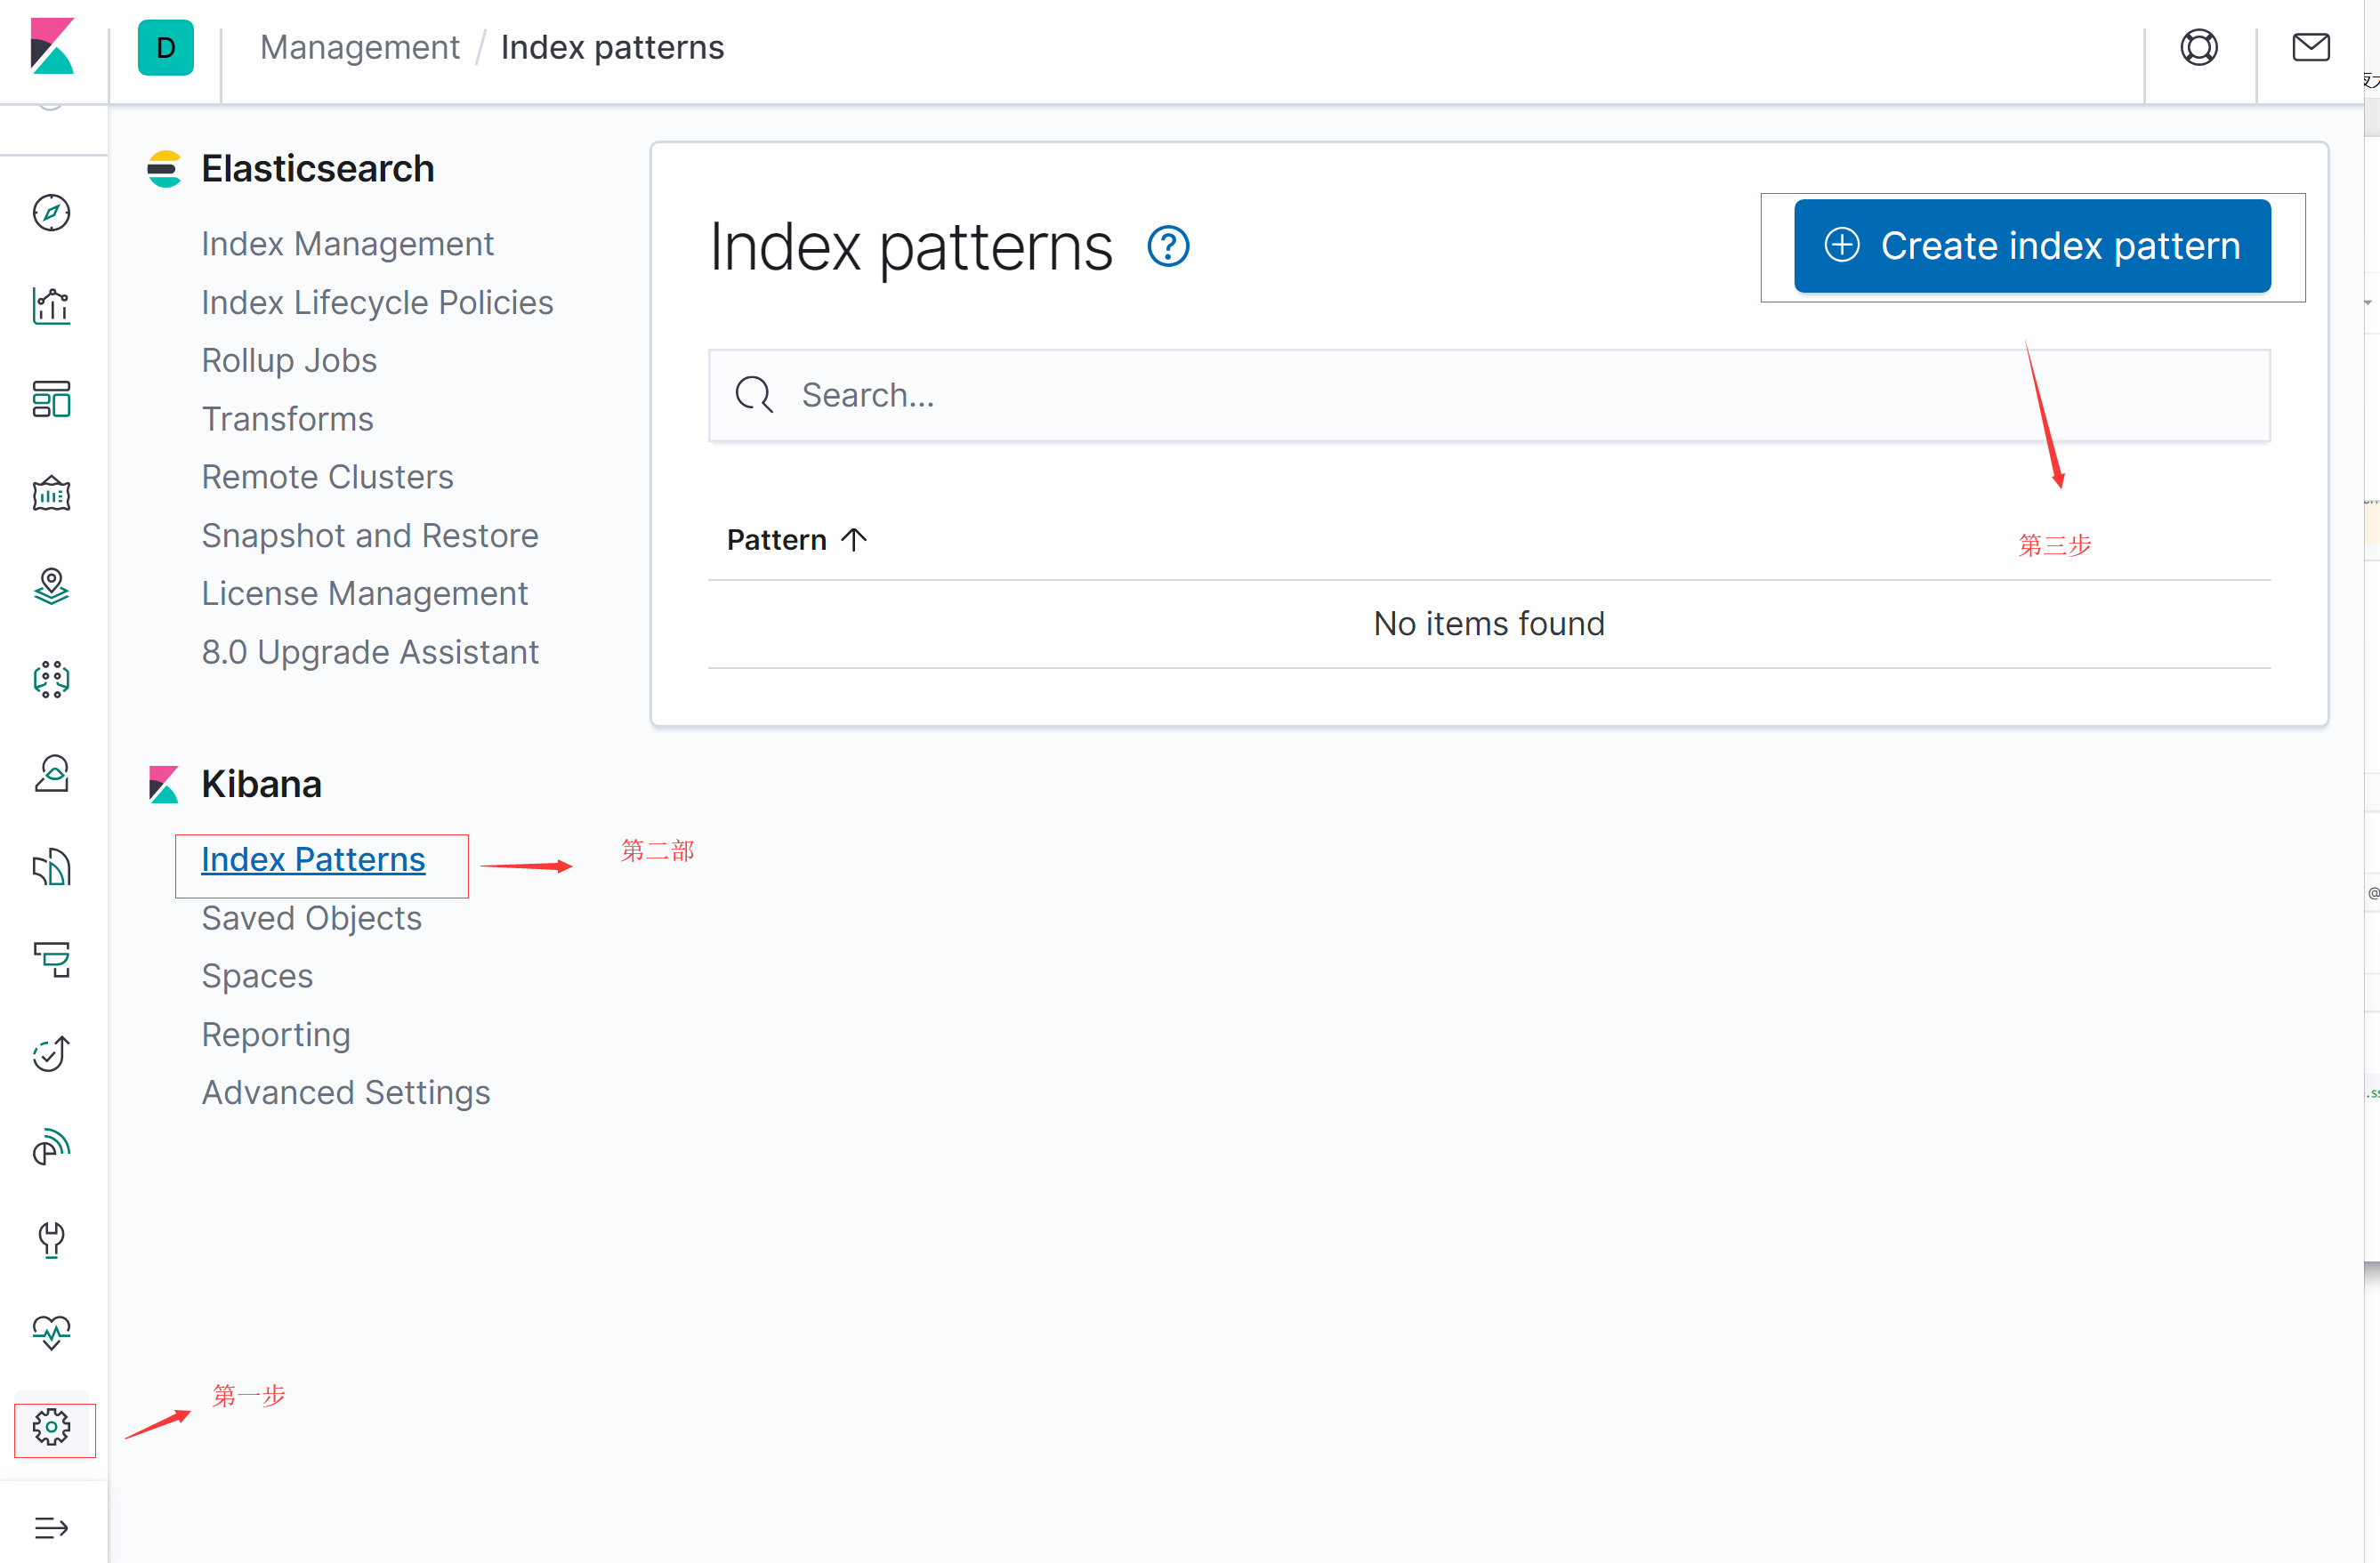 D
Management / Index patterns
Elasticsearch
Index Management
Index Lifecycle Policies
Rollup Jobs
Transforms
Remote Clusters
Snapshot and Restore
License Management
8.0 Upgrade Assistant
Kibana
Index Patterns
第二部
Saved Objects
Spaces
Reporting
Advanced Settings
第一步
Index patterns
Create index pattern
Search...
Pattern
第三步
No items found
@
.ss